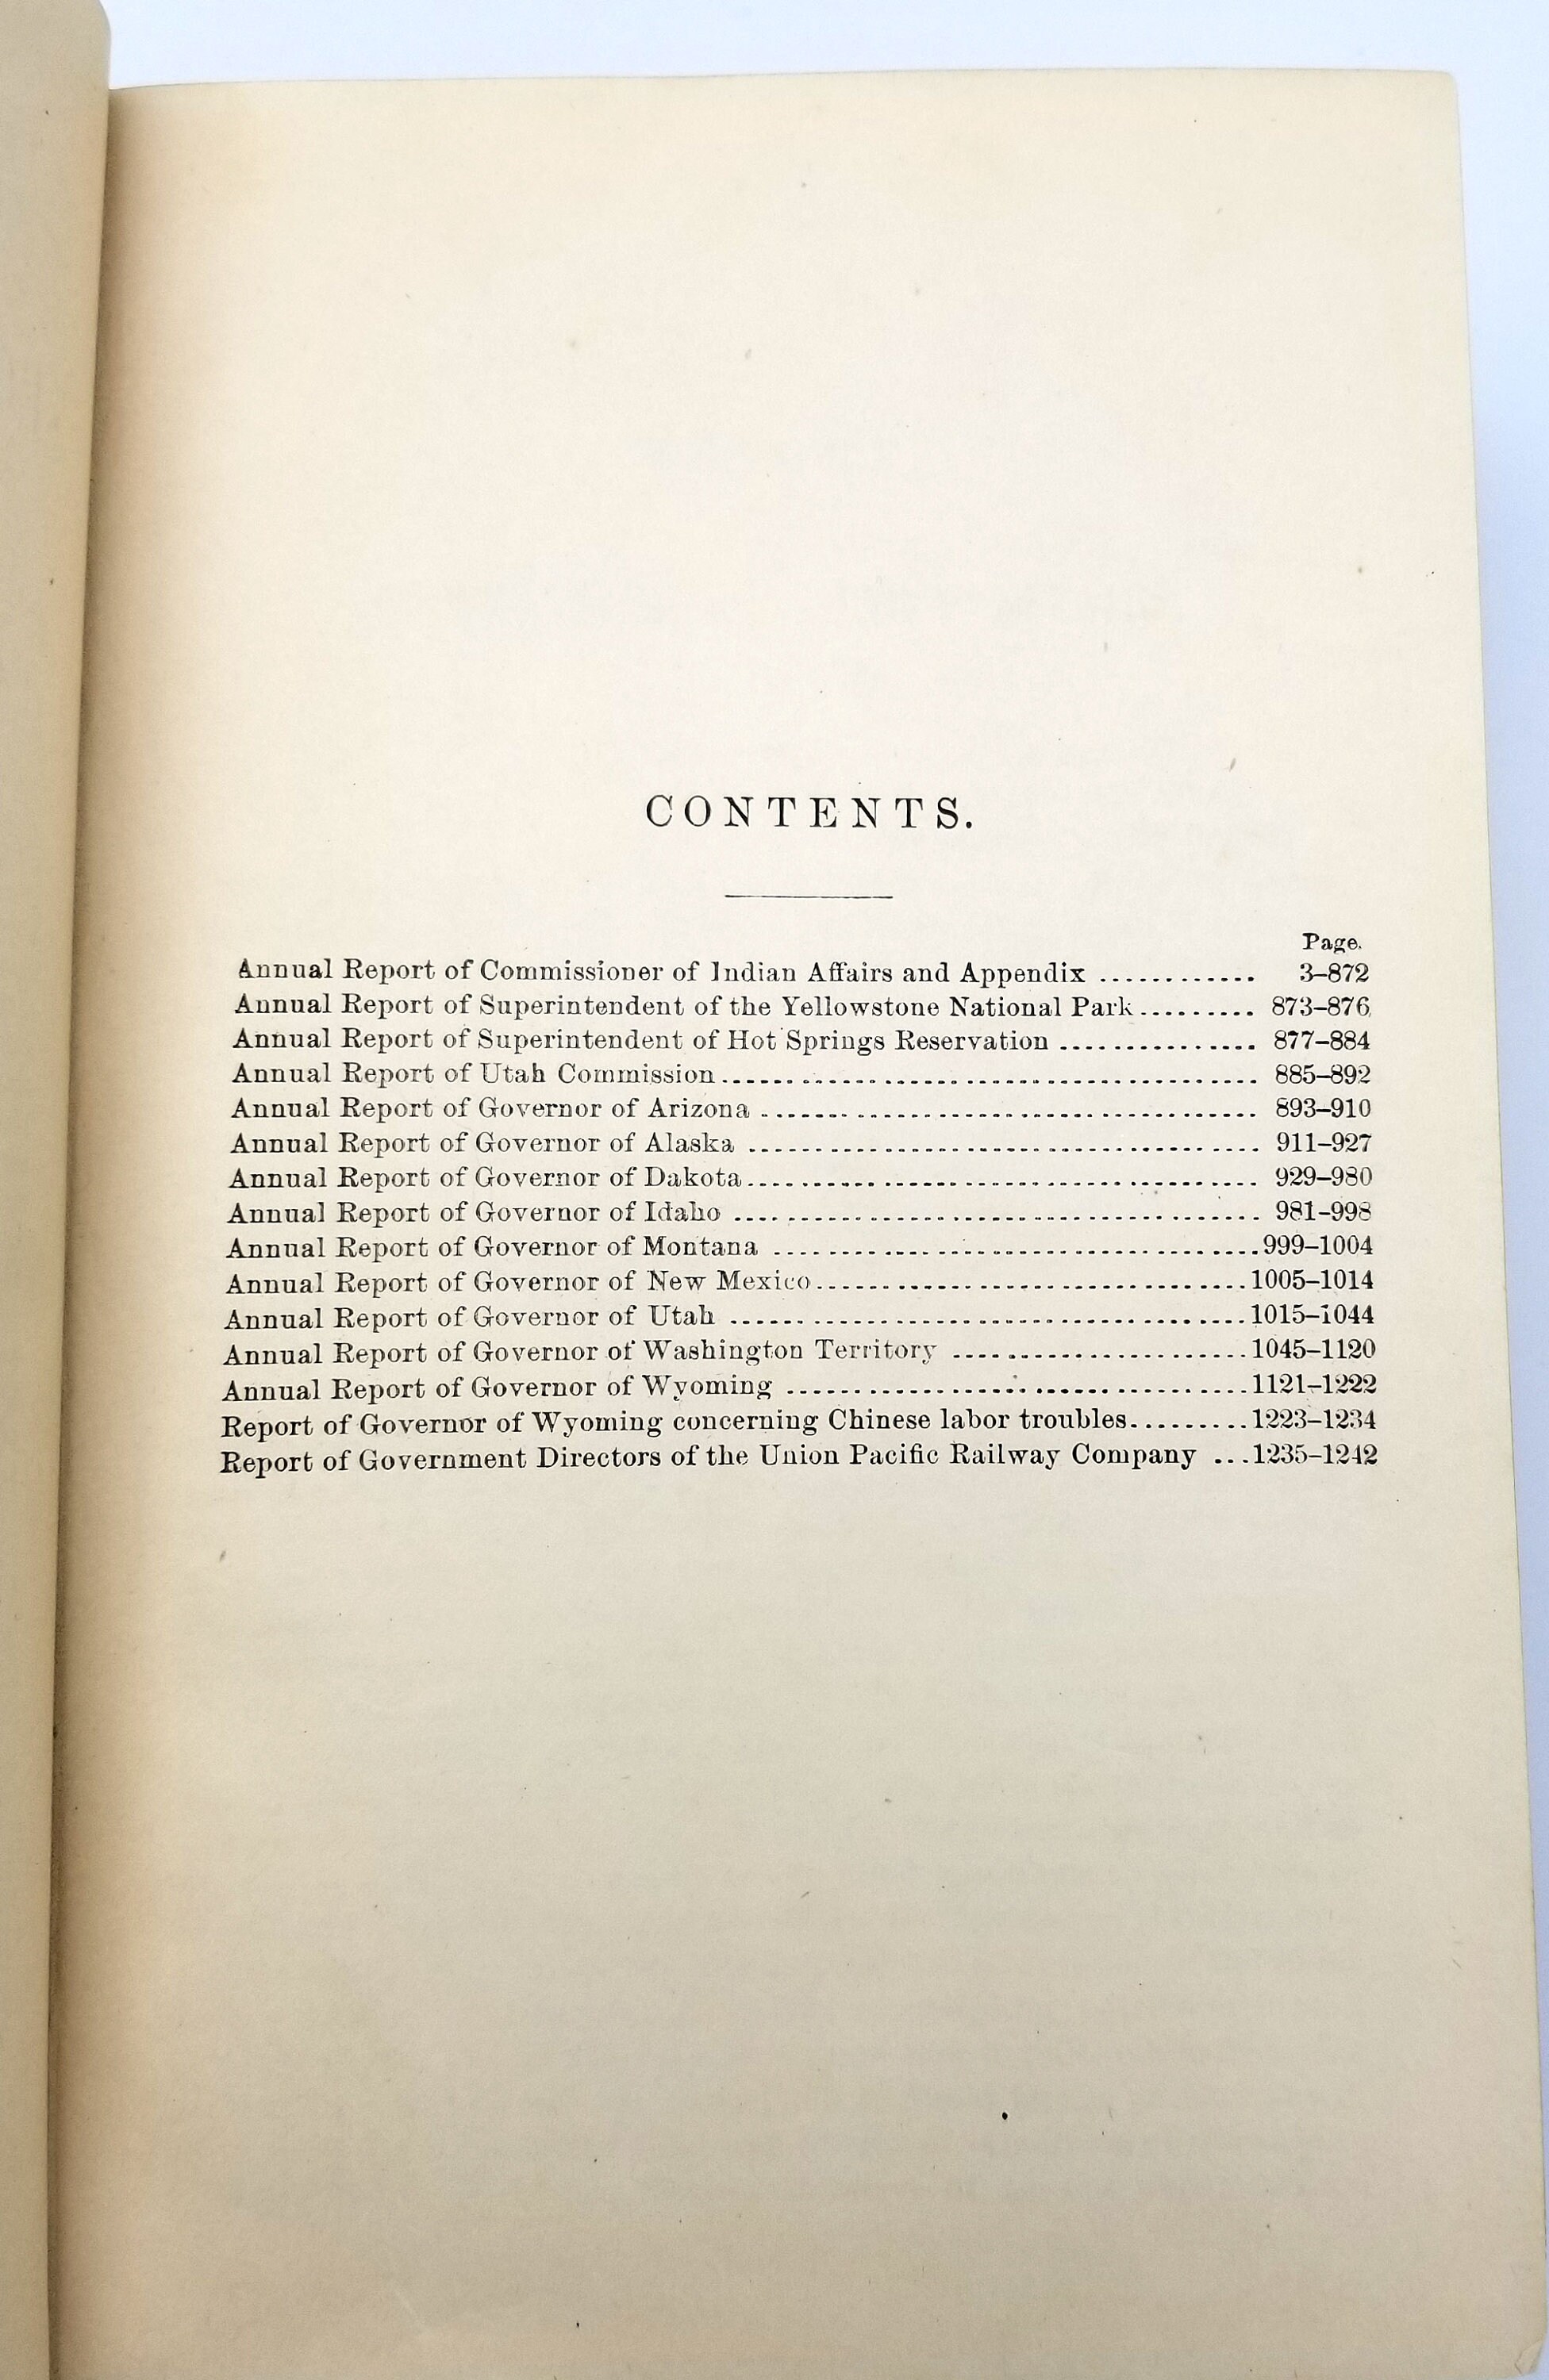 CONTENTS.
Page.
Annual Report of Commissioner of Indian Affairs and Appendix ............ 3–872
Annual Report of Superintendent of the Yellowstone National Park......... 873–876
Annual Report of Superintendent of Hot Springs Reservation ............... 877–884
Annual Report of Utah Commission........................................ 885–892
Annual Report of Governor of Arizona ..................................... 893–910
Annual Report of Governor of Alaska ...................................... 911–927
Annual Report of Governor of Dakota...................................... 929–980
Annual Report of Governor of Idaho ....................................... 981–998
Annual Report of Governor of Montana ....................................999–1004
Annual Report of Governor of New Mexico................................1005–1014
Annual Report of Governor of Utah ......................................1015–1044
Annual Report of Governor of Washington Territory ......................1045–1120
Annual Report of Governor of Wyoming ..................................1121–1222
Report of Governor of Wyoming concerning Chinese labor troubles.........1223–1234
Report of Government Directors of the Union Pacific Railway Company ...1235–1242